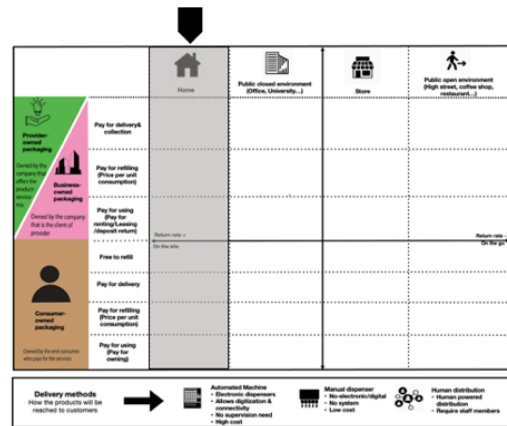 Home
Public closed environment
(Office, University...)
Store
Public open environment
(High street, coffee shop,
restaurant...)
Provider-
owned
packaging
Owned by the
company that
offers the
product
service
mix
Business-
owned
packaging
Owned by the company
that is the client of
provider
Pay for delivery&
collection
Pay for refilling
(Price per unit
consumption)
Pay for using
(Pay for
renting/Leasing
/deposit return)
Return rate +
On the site
Return rate -
On the go
Consumer-
owned
packaging
Owned by the end consumer
who pays for the services
Free to refill
Pay for delivery
Pay for refilling
(Price per unit
consumption)
Pay for using
(Pay for
owning)
Delivery methods
How the products will be
reached to customers
Automated Machine
• Electronic dispensers
• Allows digitization &
connectivity
• No supervision need
• High cost
Manual dispenser
• No-electronic/digital
• No system
• Low cost
Human distribution
• Human powered
distribution
• Require staff members